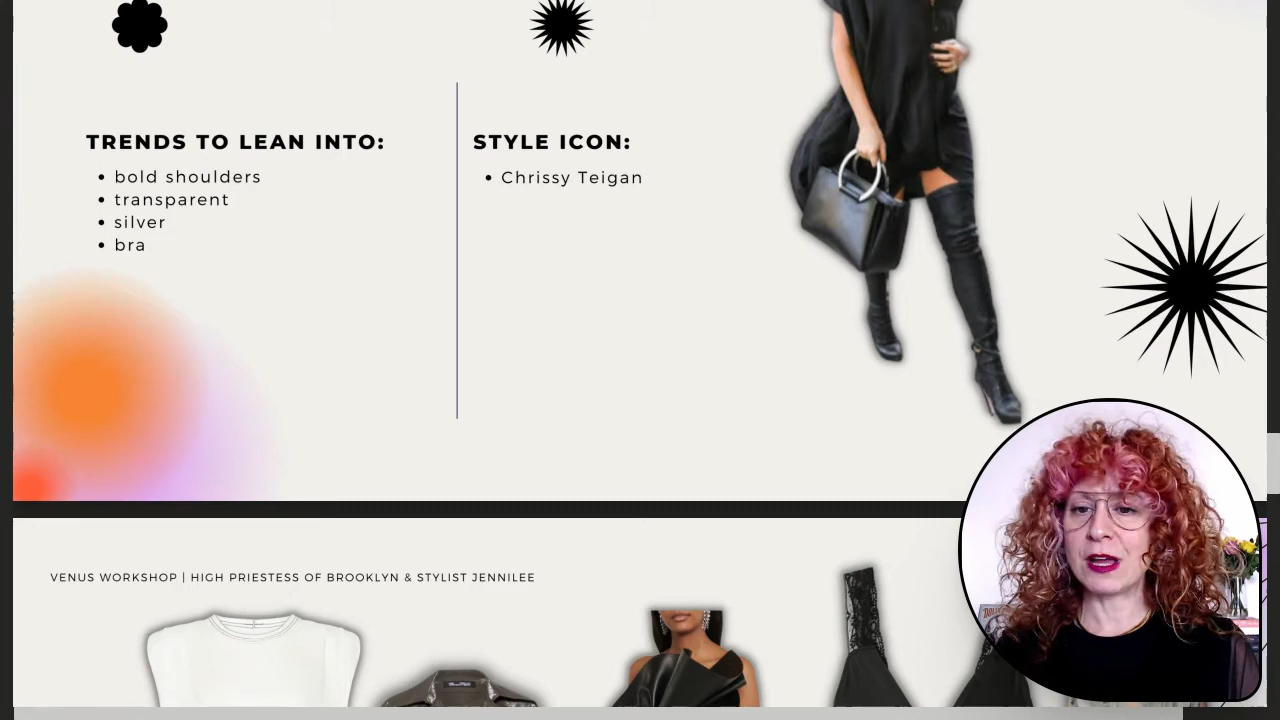 TRENDS TO LEAN INTO:
bold shoulders
transparent
silver
bra
STYLE ICON:
Chrissy Teigan
VENUS WORKSHOP | HIGH PRIESTESS OF BROOKLYN & STYLIST JENNILEE